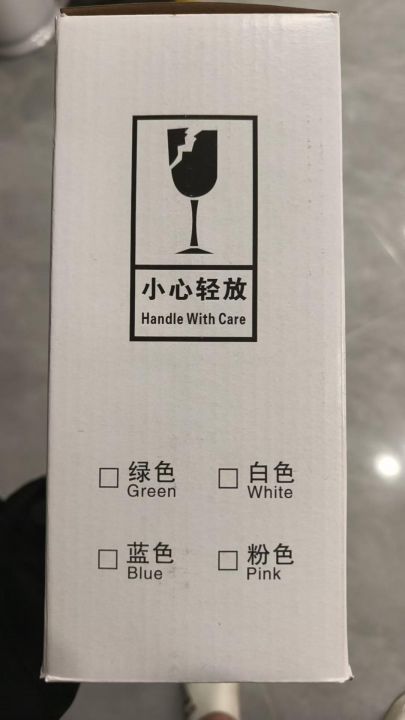 小心轻放
Handle With Care
□ 绿色 □ 白色
Green White
□ 蓝色 □ 粉色
Blue Pink